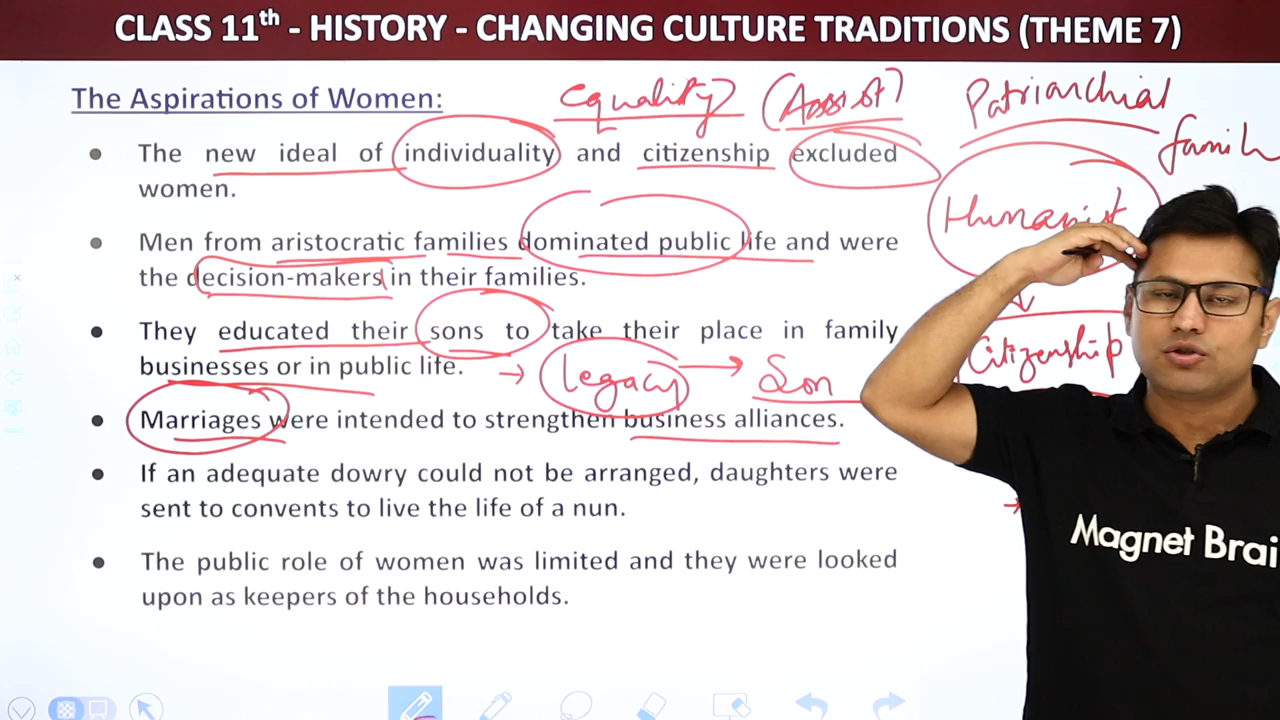 CLASS 11th - HISTORY - CHANGING CULTURE TRADITIONS (THEME 7)
The Aspirations of Women:
equality (Assist)
Patriarchial
famil
• The new ideal of individuality and citizenship excluded
women.
Humanist
• Men from aristocratic families dominated public life and were
the decision-makers in their families.
• They educated their sons to take their place in family
businesses or in public life.
→ legacy → Son
Citizenship
• Marriages were intended to strengthen business alliances.
• If an adequate dowry could not be arranged, daughters were
sent to convents to live the life of a nun.
• The public role of women was limited and they were looked
upon as keepers of the households.
Magnet Brai